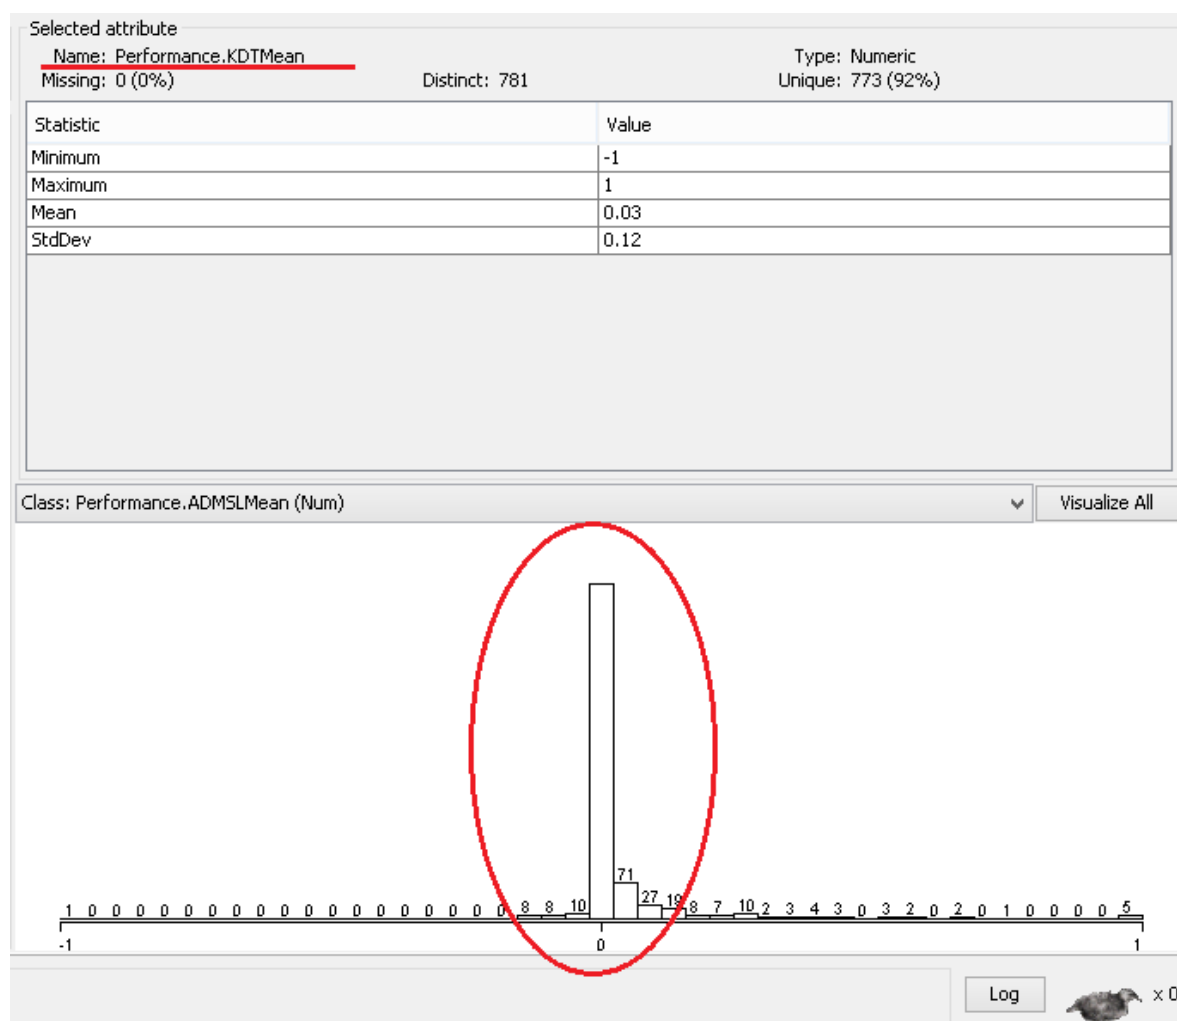 Selected attribute
Name: Performance.KDTMean Type: Numeric
Missing: 0 (0%) Distinct: 781 Unique: 773 (92%)
Statistic Value
Minimum -1
Maximum 1
Mean 0.03
StdDev 0.12
Class: Performance.ADMSLMean (Num) Visualize All
71
1 0 0 0 0 0 0 0 0 0 0 0 0 0 0 0 0 0 0 8 8 10 27 19 8 7 10 2 3 4 3 0 3 2 0 2 0 1 0 0 0 0 5
-1 0 1
Log x 0